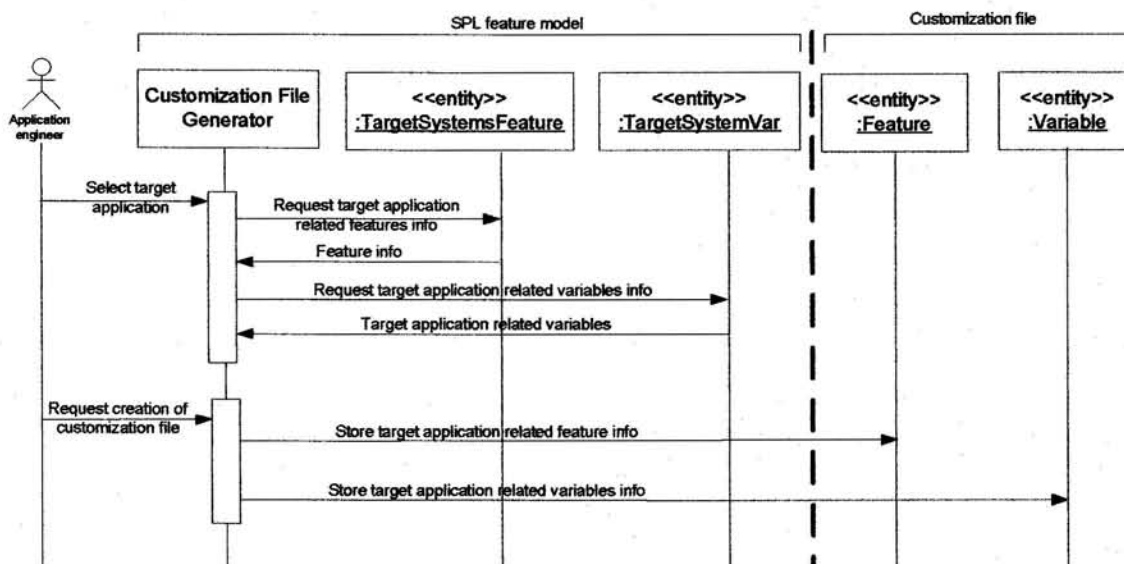 SPL feature model
Customization file
Application
engineer
Customization File
Generator
<<entity>>
:TargetSystemsFeature
<<entity>>
:TargetSystemVar
<<entity>>
:Feature
<<entity>>
:Variable
Select target
application
Request target application
related features info
Feature info
Request target application related variables info
Target application related variables
Request creation of
customization file
Store target application related feature info
Store target application related variables info